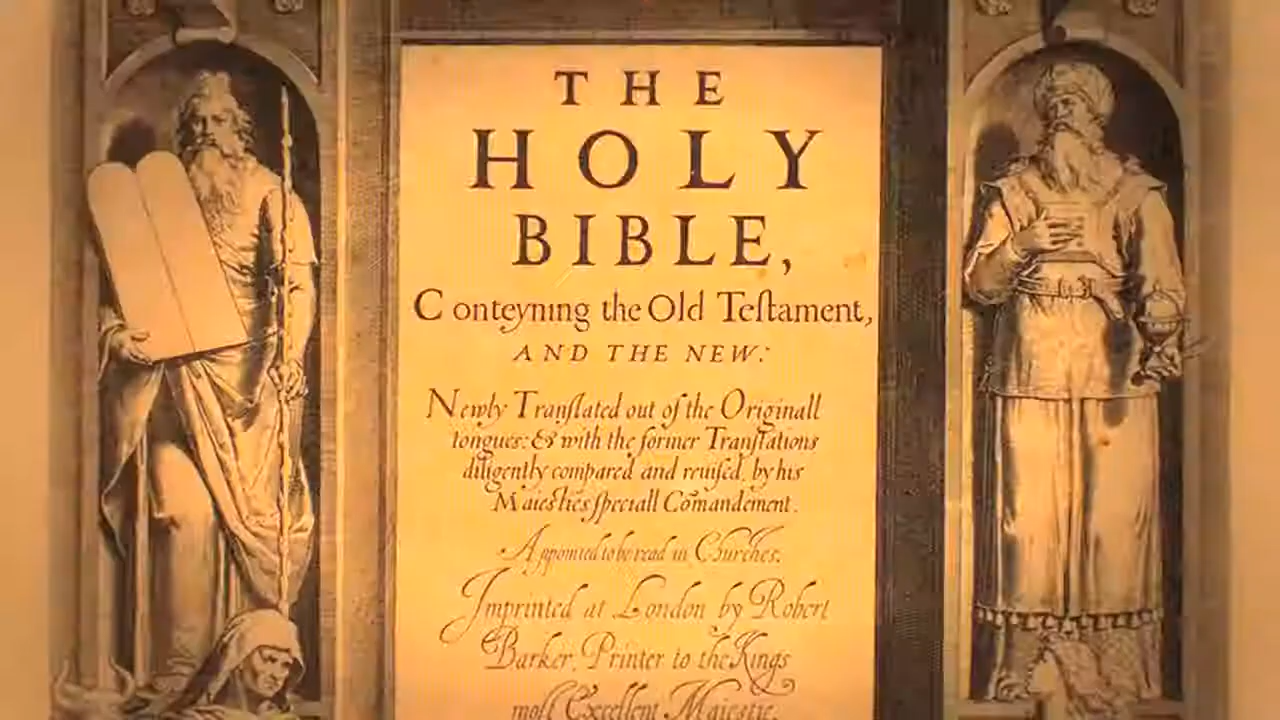 THE
HOLY
BIBLE,
Conteyning the Old Teſtament,
AND THE NEW:
Newly Tranſlated out of the Originall
tongues: & with the former Tranſlations
diligently compared and reuiſed, by his
Maieſties ſpeciall Comandement.
Appointed to be read in Churches.
Imprinted at London by Robert
Barker, Printer to the Kings
moſt Excellent Maieſtie.